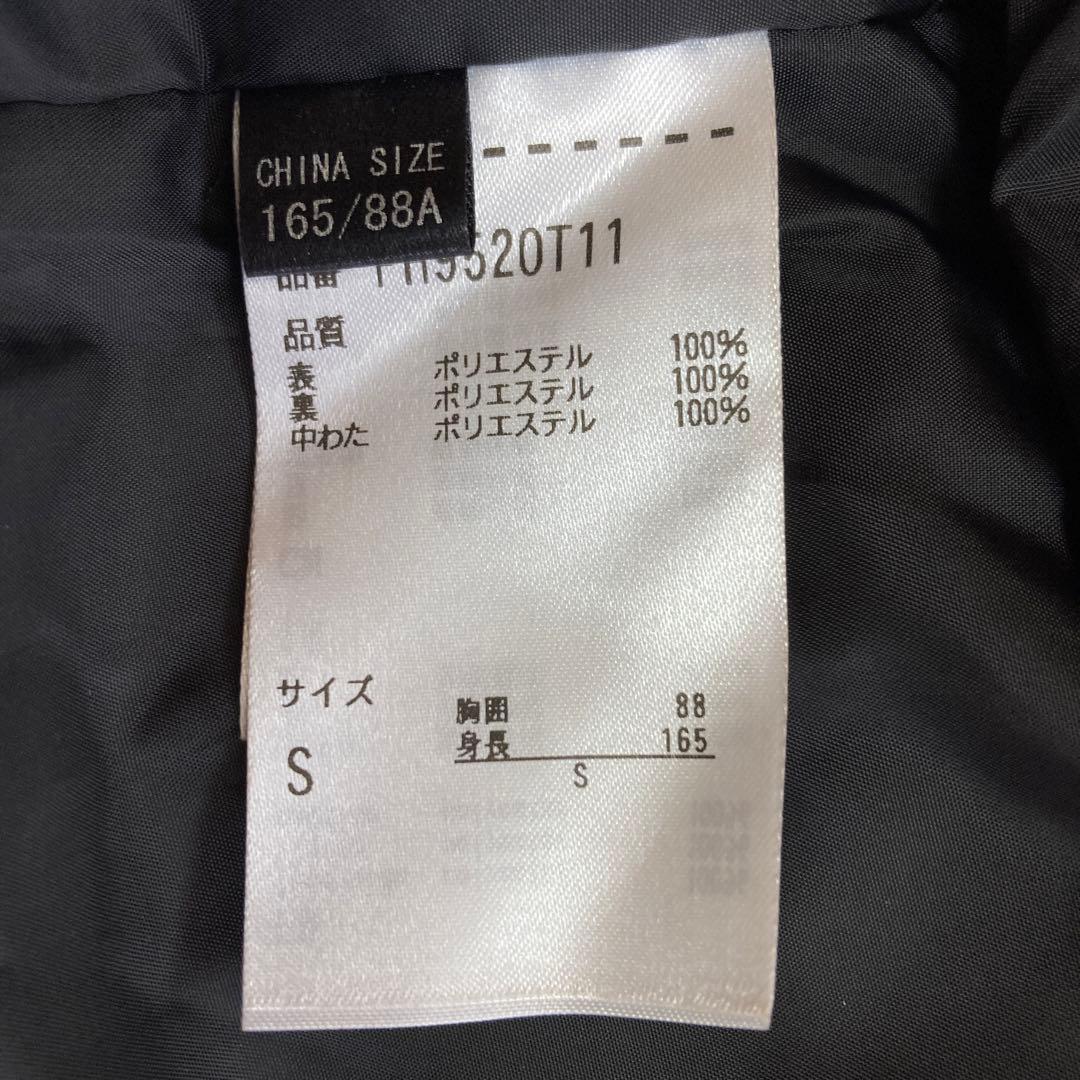 CHINA SIZE
165/88A
品番 9520T11
品質
表 ポリエステル 100%
裏 ポリエステル 100%
中わた ポリエステル 100%
サイズ
胸囲 88
身長 165
S
S